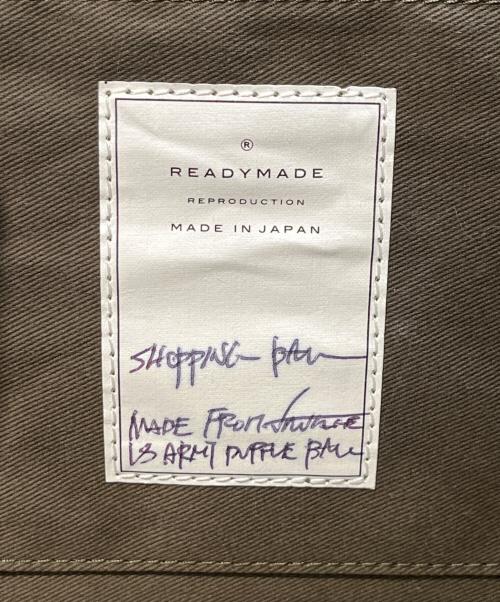 ®
READYMADE
REPRODUCTION
MADE IN JAPAN
SHOPPING BAG
MADE FROM VINTAGE
US ARMY DUFFLE BAG